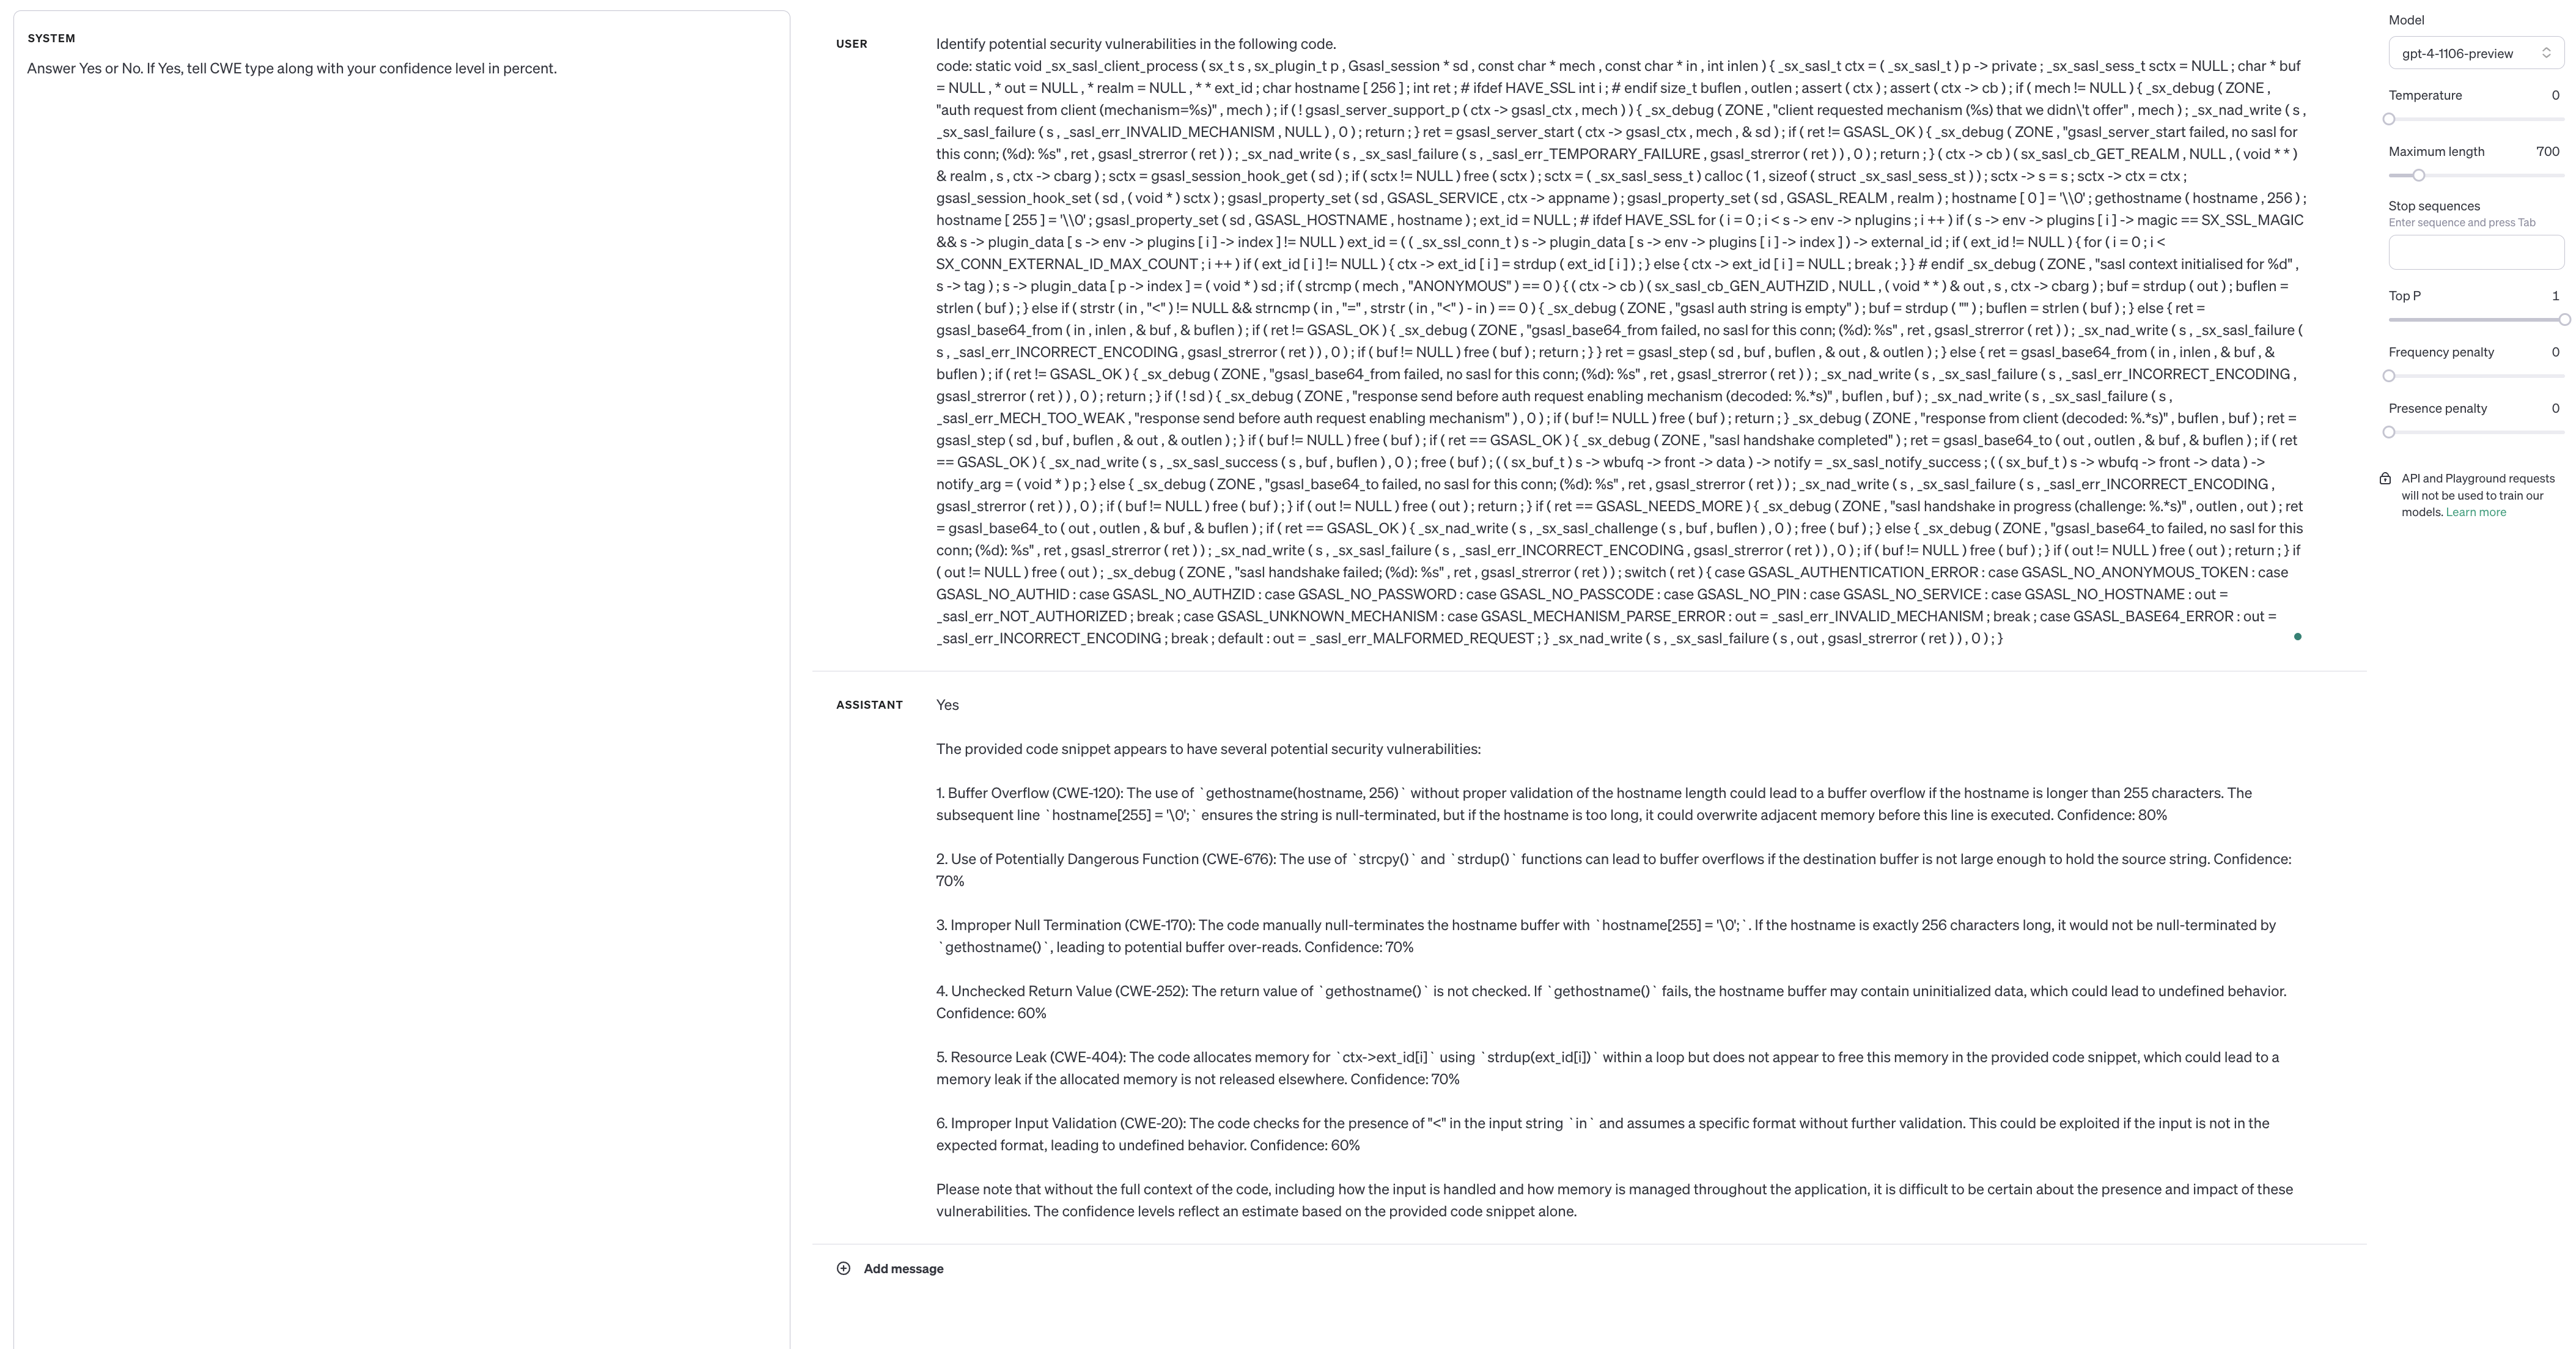 SYSTEM
Answer Yes or No. If Yes, tell CWE type along with your confidence level in percent.
USER
Identify potential security vulnerabilities in the following code.
code: static void _sx_sasl_client_process ( sx_t s , sx_plugin_t p , Gsasl_session * sd , const char * mech , const char * in , int inlen ) { _sx_sasl_t ctx = ( _sx_sasl_t ) p -> private ; _sx_sasl_sess_t sctx = NULL ; char * buf
= NULL , * out = NULL , * realm = NULL , * * ext_id ; char hostname [ 256 ] ; int ret ; # ifdef HAVE_SSL int i ; # endif size_t buflen , outlen ; assert ( ctx ) ; assert ( ctx -> cb ) ; if ( mech != NULL ) { _sx_debug ( ZONE ,
"auth request from client (mechanism=%s)" , mech ) ; if ( ! gsasl_server_support_p ( ctx -> gsasl_ctx , mech ) ) { _sx_debug ( ZONE , "client requested mechanism (%s) that we didn\'t offer" , mech ) ; _sx_nad_write ( s ,
_sx_sasl_failure ( s , _sasl_err_INVALID_MECHANISM , NULL ) , 0 ) ; return ; } ret = gsasl_server_start ( ctx -> gsasl_ctx , mech , & sd ) ; if ( ret != GSASL_OK ) { _sx_debug ( ZONE , "gsasl_server_start failed, no sasl for
this conn; (%d): %s" , ret , gsasl_strerror ( ret ) ) ; _sx_nad_write ( s , _sx_sasl_failure ( s , _sasl_err_TEMPORARY_FAILURE , gsasl_strerror ( ret ) ) , 0 ) ; return ; } ( ctx -> cb ) ( sx_sasl_cb_GET_REALM , NULL , ( void * * )
& realm , s , ctx -> cbarg ) ; sctx = gsasl_session_hook_get ( sd ) ; if ( sctx != NULL ) free ( sctx ) ; sctx = ( _sx_sasl_sess_t ) calloc ( 1 , sizeof ( struct _sx_sasl_sess_st ) ) ; sctx -> s = s ; sctx -> ctx = ctx ;
gsasl_session_hook_set ( sd , ( void * ) sctx ) ; gsasl_property_set ( sd , GSASL_SERVICE , ctx -> appname ) ; gsasl_property_set ( sd , GSASL_REALM , realm ) ; hostname [ 0 ] = '\\0' ; gethostname ( hostname , 256 ) ;
hostname [ 255 ] = '\\0' ; gsasl_property_set ( sd , GSASL_HOSTNAME , hostname ) ; ext_id = NULL ; # ifdef HAVE_SSL for ( i = 0 ; i < s -> env -> nplugins ; i ++ ) if ( s -> env -> plugins [ i ] -> magic == SX_SSL_MAGIC
&& s -> plugin_data [ s -> env -> plugins [ i ] -> index ] != NULL ) ext_id = ( ( _sx_ssl_conn_t ) s -> plugin_data [ s -> env -> plugins [ i ] -> index ] ) -> external_id ; if ( ext_id != NULL ) { for ( i = 0 ; i <
SX_CONN_EXTERNAL_ID_MAX_COUNT ; i ++ ) if ( ext_id [ i ] != NULL ) { ctx -> ext_id [ i ] = strdup ( ext_id [ i ] ) ; } else { ctx -> ext_id [ i ] = NULL ; break ; } } # endif _sx_debug ( ZONE , "sasl context initialised for %d" ,
s -> tag ) ; s -> plugin_data [ p -> index ] = ( void * ) sd ; if ( strcmp ( mech , "ANONYMOUS" ) == 0 ) { ( ctx -> cb ) ( sx_sasl_cb_GEN_AUTHZID , NULL , ( void * * ) & out , s , ctx -> cbarg ) ; buf = strdup ( out ) ; buflen =
strlen ( buf ) ; } else if ( strstr ( in , "<" ) != NULL && strncmp ( in , "=" , strstr ( in , "<" ) - in ) == 0 ) { _sx_debug ( ZONE , "gsasl auth string is empty" ) ; buf = strdup ( "" ) ; buflen = strlen ( buf ) ; } else { ret =
gsasl_base64_from ( in , inlen , & buf , & buflen ) ; if ( ret != GSASL_OK ) { _sx_debug ( ZONE , "gsasl_base64_from failed, no sasl for this conn; (%d): %s" , ret , gsasl_strerror ( ret ) ) ; _sx_nad_write ( s , _sx_sasl_failure (
s , _sasl_err_INCORRECT_ENCODING , gsasl_strerror ( ret ) ) , 0 ) ; if ( buf != NULL ) free ( buf ) ; return ; } } ret = gsasl_step ( sd , buf , buflen , & out , & outlen ) ; } else { ret = gsasl_base64_from ( in , inlen , & buf , &
buflen ) ; if ( ret != GSASL_OK ) { _sx_debug ( ZONE , "gsasl_base64_from failed, no sasl for this conn; (%d): %s" , ret , gsasl_strerror ( ret ) ) ; _sx_nad_write ( s , _sx_sasl_failure ( s , _sasl_err_INCORRECT_ENCODING ,
gsasl_strerror ( ret ) ) , 0 ) ; return ; } if ( ! sd ) { _sx_debug ( ZONE , "response send before auth request enabling mechanism (decoded: %.*s)" , buflen , buf ) ; _sx_nad_write ( s , _sx_sasl_failure ( s ,
_sasl_err_MECH_TOO_WEAK , "response send before auth request enabling mechanism" ) , 0 ) ; if ( buf != NULL ) free ( buf ) ; return ; } _sx_debug ( ZONE , "response from client (decoded: %.*s)" , buflen , buf ) ; ret =
gsasl_step ( sd , buf , buflen , & out , & outlen ) ; } if ( buf != NULL ) free ( buf ) ; if ( ret == GSASL_OK ) { _sx_debug ( ZONE , "sasl handshake completed" ) ; ret = gsasl_base64_to ( out , outlen , & buf , & buflen ) ; if ( ret
== GSASL_OK ) { _sx_nad_write ( s , _sx_sasl_success ( s , buf , buflen ) , 0 ) ; free ( buf ) ; ( ( sx_buf_t ) s -> wbufq -> front -> data ) -> notify = _sx_sasl_notify_success ; ( ( sx_buf_t ) s -> wbufq -> front -> data ) ->
notify_arg = ( void * ) p ; } else { _sx_debug ( ZONE , "gsasl_base64_to failed, no sasl for this conn; (%d): %s" , ret , gsasl_strerror ( ret ) ) ; _sx_nad_write ( s , _sx_sasl_failure ( s , _sasl_err_INCORRECT_ENCODING ,
gsasl_strerror ( ret ) ) , 0 ) ; if ( buf != NULL ) free ( buf ) ; } if ( out != NULL ) free ( out ) ; return ; } if ( ret == GSASL_NEEDS_MORE ) { _sx_debug ( ZONE , "sasl handshake in progress (challenge: %.*s)" , outlen , out ) ; ret
= gsasl_base64_to ( out , outlen , & buf , & buflen ) ; if ( ret == GSASL_OK ) { _sx_nad_write ( s , _sx_sasl_challenge ( s , buf , buflen ) , 0 ) ; free ( buf ) ; } else { _sx_debug ( ZONE , "gsasl_base64_to failed, no sasl for this
conn; (%d): %s" , ret , gsasl_strerror ( ret ) ) ; _sx_nad_write ( s , _sx_sasl_failure ( s , _sasl_err_INCORRECT_ENCODING , gsasl_strerror ( ret ) ) , 0 ) ; if ( buf != NULL ) free ( buf ) ; } if ( out != NULL ) free ( out ) ; return ; } if
( out != NULL ) free ( out ) ; _sx_debug ( ZONE , "sasl handshake failed; (%d): %s" , ret , gsasl_strerror ( ret ) ) ; switch ( ret ) { case GSASL_AUTHENTICATION_ERROR : case GSASL_NO_ANONYMOUS_TOKEN : case
GSASL_NO_AUTHID : case GSASL_NO_AUTHZID : case GSASL_NO_PASSWORD : case GSASL_NO_PASSCODE : case GSASL_NO_PIN : case GSASL_NO_SERVICE : case GSASL_NO_HOSTNAME : out =
_sasl_err_NOT_AUTHORIZED ; break ; case GSASL_UNKNOWN_MECHANISM : case GSASL_MECHANISM_PARSE_ERROR : out = _sasl_err_INVALID_MECHANISM ; break ; case GSASL_BASE64_ERROR : out =
_sasl_err_INCORRECT_ENCODING ; break ; default : out = _sasl_err_MALFORMED_REQUEST ; } _sx_nad_write ( s , _sx_sasl_failure ( s , out , gsasl_strerror ( ret ) ) , 0 ) ; }
ASSISTANT
Yes
The provided code snippet appears to have several potential security vulnerabilities:
1. Buffer Overflow (CWE-120): The use of `gethostname(hostname, 256)` without proper validation of the hostname length could lead to a buffer overflow if the hostname is longer than 255 characters. The
subsequent line `hostname[255] = '\0';` ensures the string is null-terminated, but if the hostname is too long, it could overwrite adjacent memory before this line is executed. Confidence: 80%
2. Use of Potentially Dangerous Function (CWE-676): The use of `strcpy()` and `strdup()` functions can lead to buffer overflows if the destination buffer is not large enough to hold the source string. Confidence:
70%
3. Improper Null Termination (CWE-170): The code manually null-terminates the hostname buffer with `hostname[255] = '\0';`. If the hostname is exactly 256 characters long, it would not be null-terminated by
`gethostname()`, leading to potential buffer over-reads. Confidence: 70%
4. Unchecked Return Value (CWE-252): The return value of `gethostname()` is not checked. If `gethostname()` fails, the hostname buffer may contain uninitialized data, which could lead to undefined behavior.
Confidence: 60%
5. Resource Leak (CWE-404): The code allocates memory for `ctx->ext_id[i]` using `strdup(ext_id[i])` within a loop but does not appear to free this memory in the provided code snippet, which could lead to a
memory leak if the allocated memory is not released elsewhere. Confidence: 70%
6. Improper Input Validation (CWE-20): The code checks for the presence of "<" in the input string `in` and assumes a specific format without further validation. This could be exploited if the input is not in the
expected format, leading to undefined behavior. Confidence: 60%
Please note that without the full context of the code, including how the input is handled and how memory is managed throughout the application, it is difficult to be certain about the presence and impact of these
vulnerabilities. The confidence levels reflect an estimate based on the provided code snippet alone.
Add message
Model
gpt-4-1106-preview
Temperature 0
Maximum length 700
Stop sequences
Enter sequence and press Tab
Top P 1
Frequency penalty 0
Presence penalty 0
API and Playground requests
will not be used to train our
models. Learn more